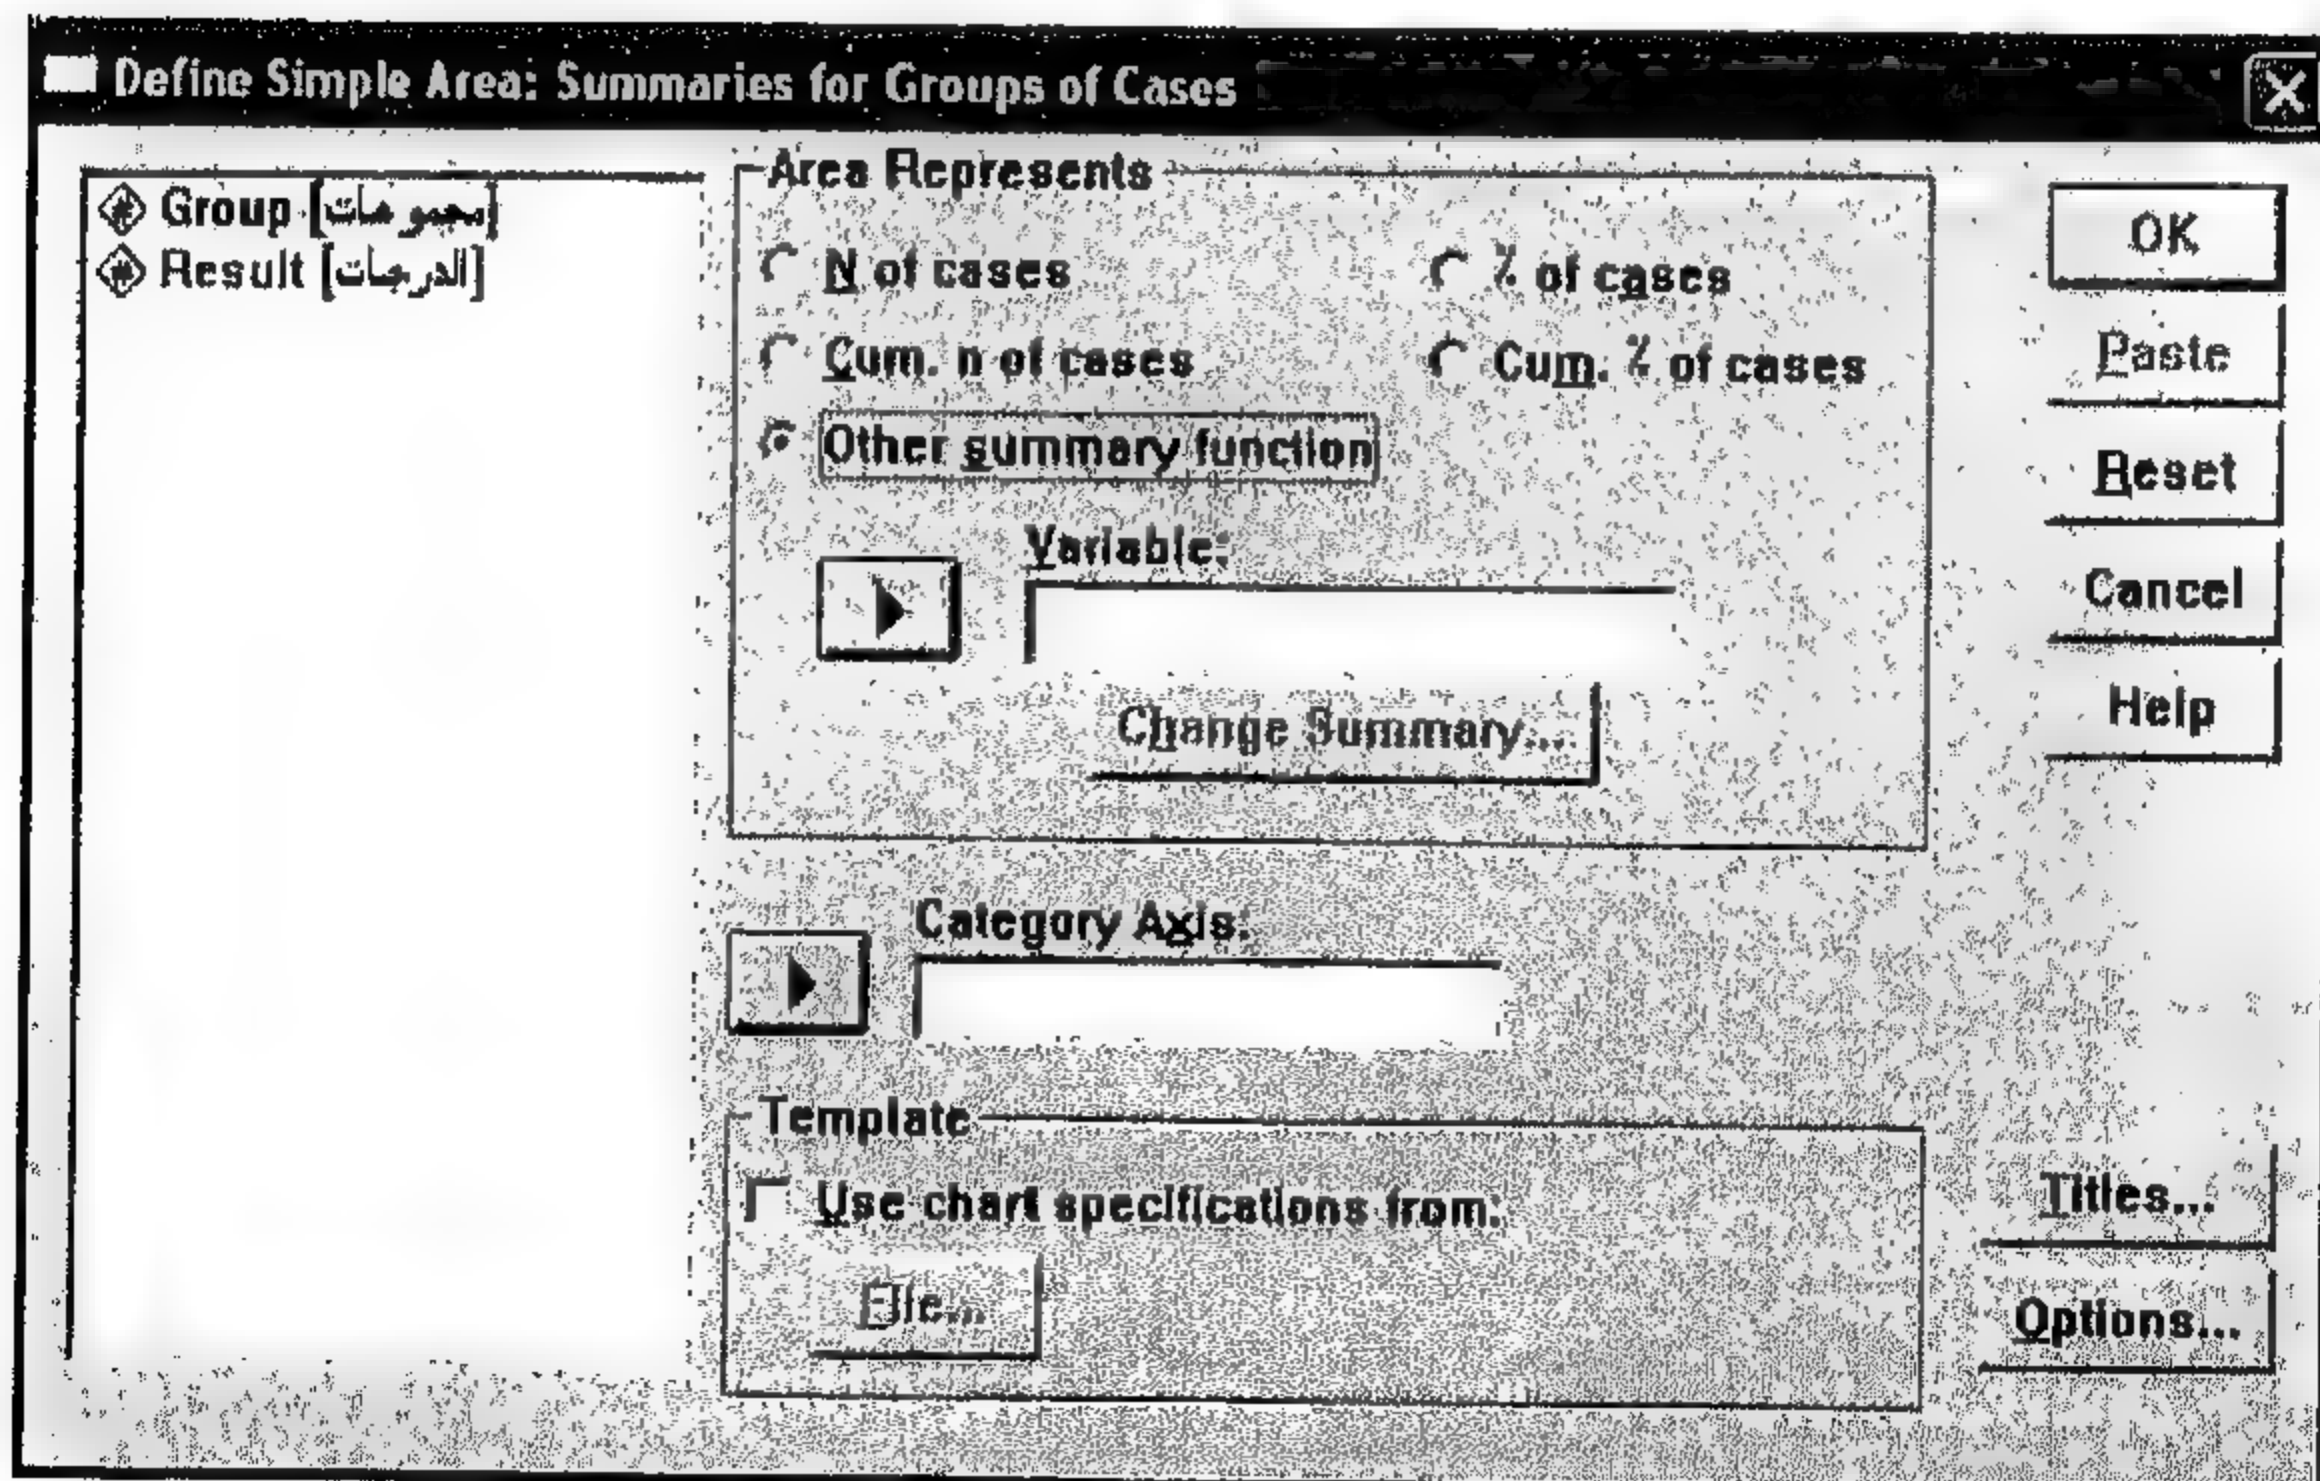 Define Simple Area: Summaries for Groups of Cases
Group [مجموعات]
Result [الدرجات]
Area Represents
N of cases
% of cases
Cum. n of cases
Cum. % of cases
Other summary function
Variable:
Change Summary...
Category Axis:
Template
Use chart specifications from:
File...
OK
Paste
Reset
Cancel
Help
Titles...
Options...